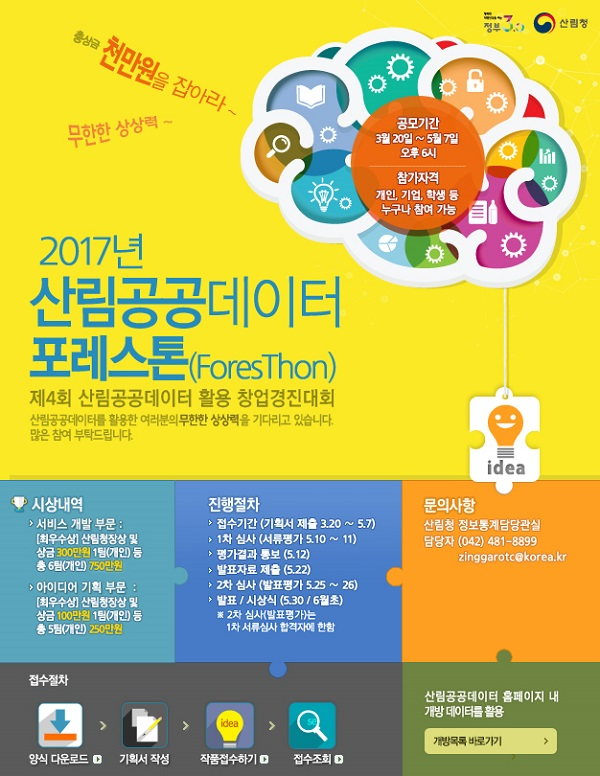 정부3.0
산림청
총상금 천만원을 잡아라 ~
무한한 상상력 ~
공모기간
3월 20일 ~ 5월 7일
오후 6시
참가자격
개인, 기업, 학생 등
누구나 참여 가능
2017년
산림공공데이터
포레스톤(ForesThon)
제4회 산림공공데이터 활용 창업경진대회
산림공공데이터를 활용한 여러분의무한한 상상력을 기다리고 있습니다.
많은 참여 부탁드립니다.
idea
시상내역
> 서비스 개발 부문 :
[최우수상] 산림청장상 및
상금 300만원 1팀(개인) 등
총 6팀(개인) 750만원
> 아이디어 기획 부문 :
[최우수상] 산림청장상 및
상금 100만원 1팀(개인) 등
총 5팀(개인) 250만원
진행절차
> 접수기간 (기획서 제출 3.20 ~ 5.7)
> 1차 심사 (서류평가 5.10 ~ 11)
> 평가결과 통보 (5.12)
> 발표자료 제출 (5.22)
> 2차 심사 (발표평가 5.25 ~ 26)
> 발표 / 시상식 (5.30 / 6월초)
※ 2차 심사(발표평가)는
1차 서류심사 합격자에 한함
문의사항
산림청 정보통계담당관실
담당자 (042) 481-8899
zinggarotc@korea.kr
접수절차
idea
양식 다운로드
기획서 작성
작품접수하기
접수조회
산림공공데이터 홈페이지 내
개방 데이터를 활용
개방목록 바로가기 >